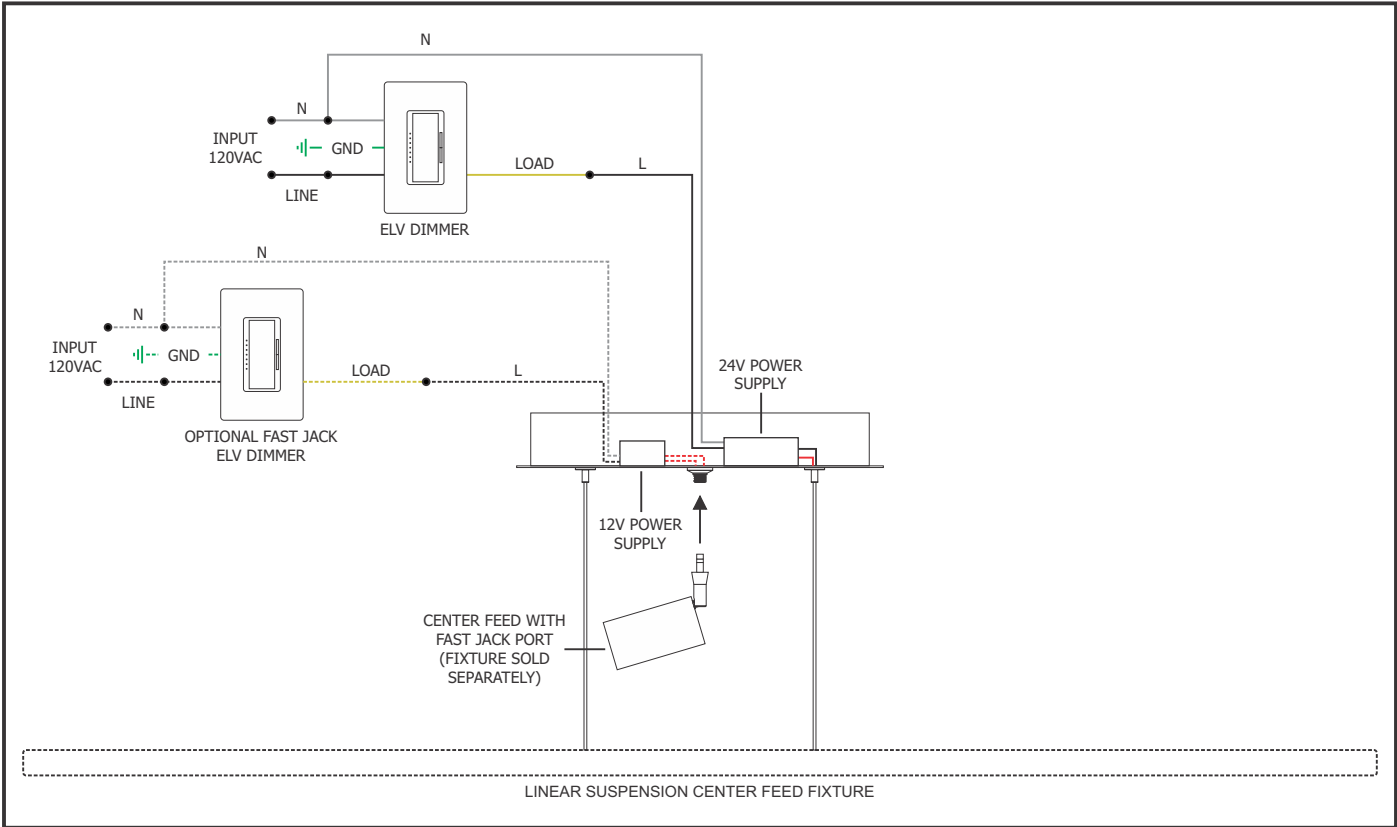 N
N
INPUT
120VAC
GND
LOAD
L
LINE
ELV DIMMER
N
N
INPUT
120VAC
GND
LOAD
L
LINE
OPTIONAL FAST JACK
ELV DIMMER
24V POWER
SUPPLY
12V POWER
SUPPLY
CENTER FEED WITH
FAST JACK PORT
(FIXTURE SOLD
SEPARATELY)
LINEAR SUSPENSION CENTER FEED FIXTURE